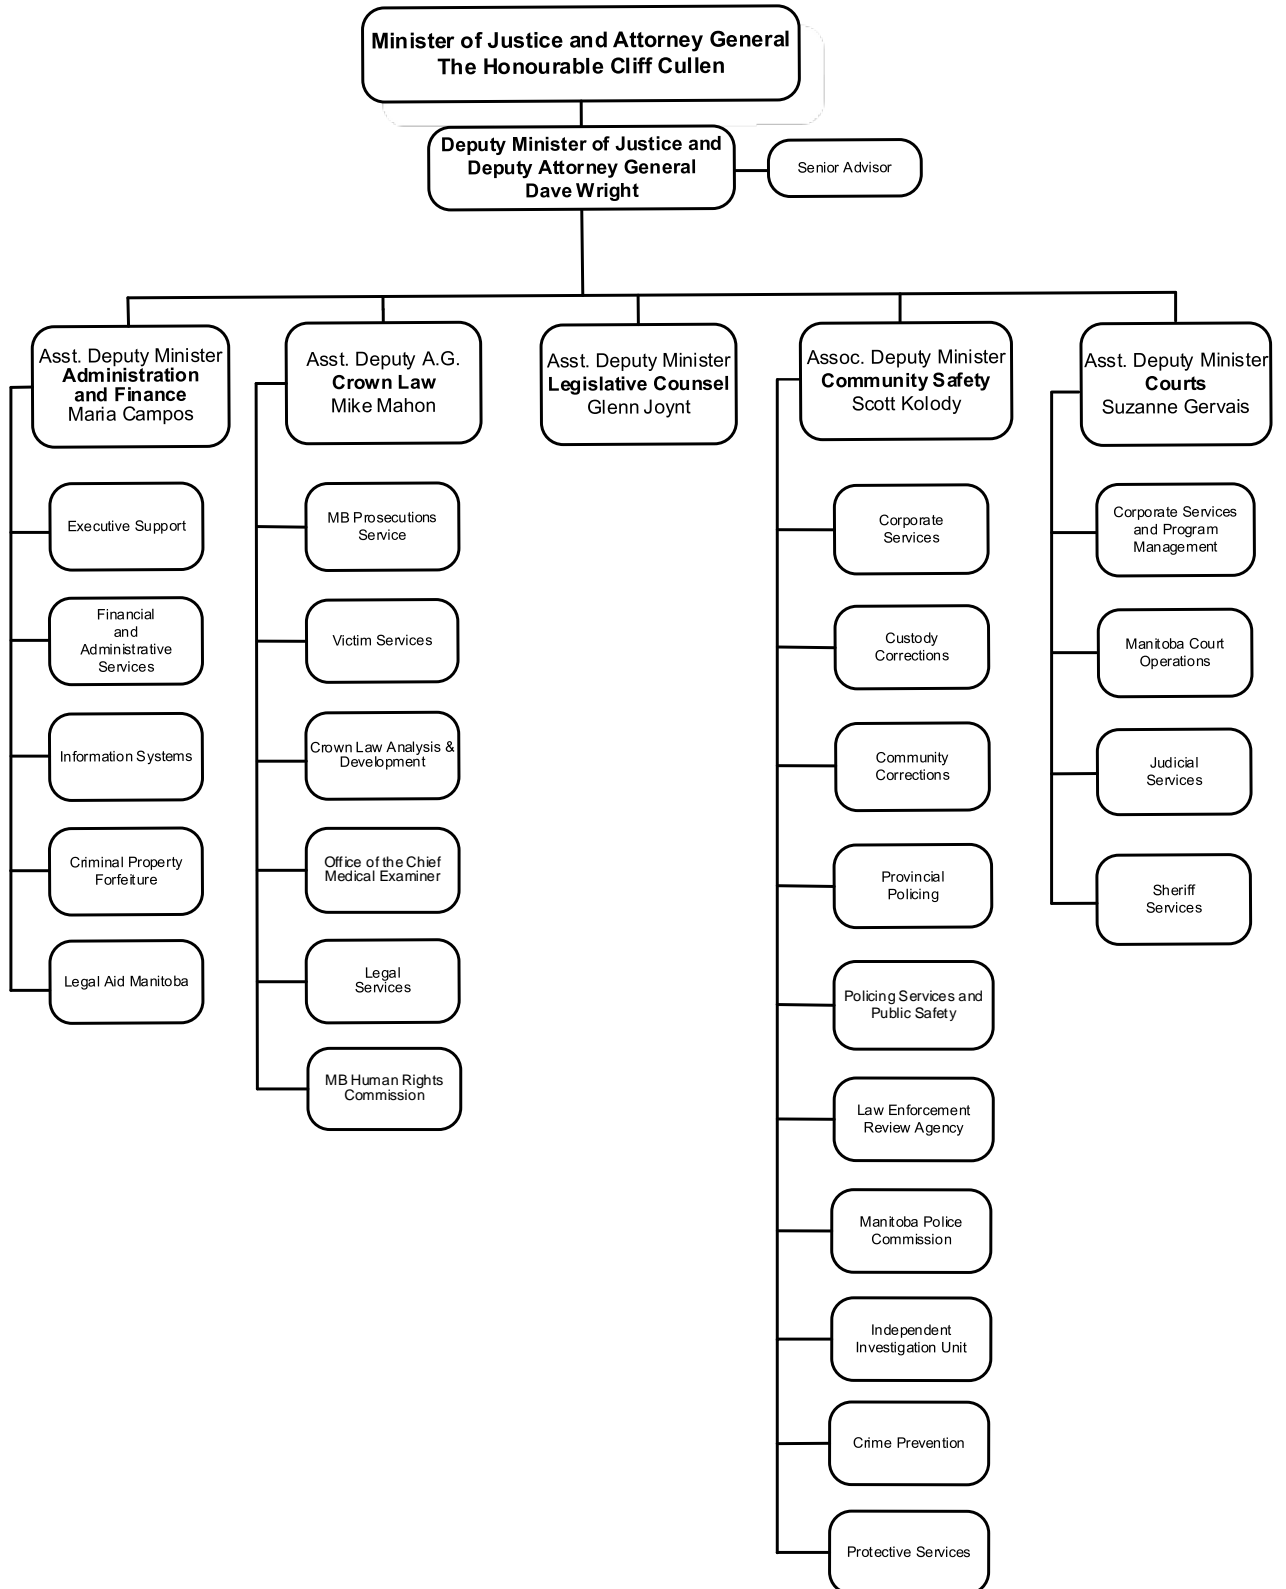 Minister of Justice and Attorney General
The Honourable Cliff Cullen
Deputy Minister of Justice and
Deputy Attorney General
Dave Wright
Senior Advisor
Asst. Deputy Minister
Administration
and Finance
Maria Campos
Asst. Deputy A.G.
Crown Law
Mike Mahon
Asst. Deputy Minister
Legislative Counsel
Glenn Joynt
Assoc. Deputy Minister
Community Safety
Scott Kolody
Asst. Deputy Minister
Courts
Suzanne Gervais
Executive Support
Financial
and
Administrative
Services
Information Systems
Criminal Property
Forfeiture
Legal Aid Manitoba
MB Prosecutions
Service
Victim Services
Crown Law Analysis &
Development
Office of the Chief
Medical Examiner
Legal
Services
MB Human Rights
Commission
Corporate
Services
Custody
Corrections
Community
Corrections
Provincial
Policing
Policing Services and
Public Safety
Law Enforcement
Review Agency
Manitoba Police
Commission
Independent
Investigation Unit
Crime Prevention
Protective Services
Corporate Services
and Program
Management
Manitoba Court
Operations
Judicial
Services
Sheriff
Services